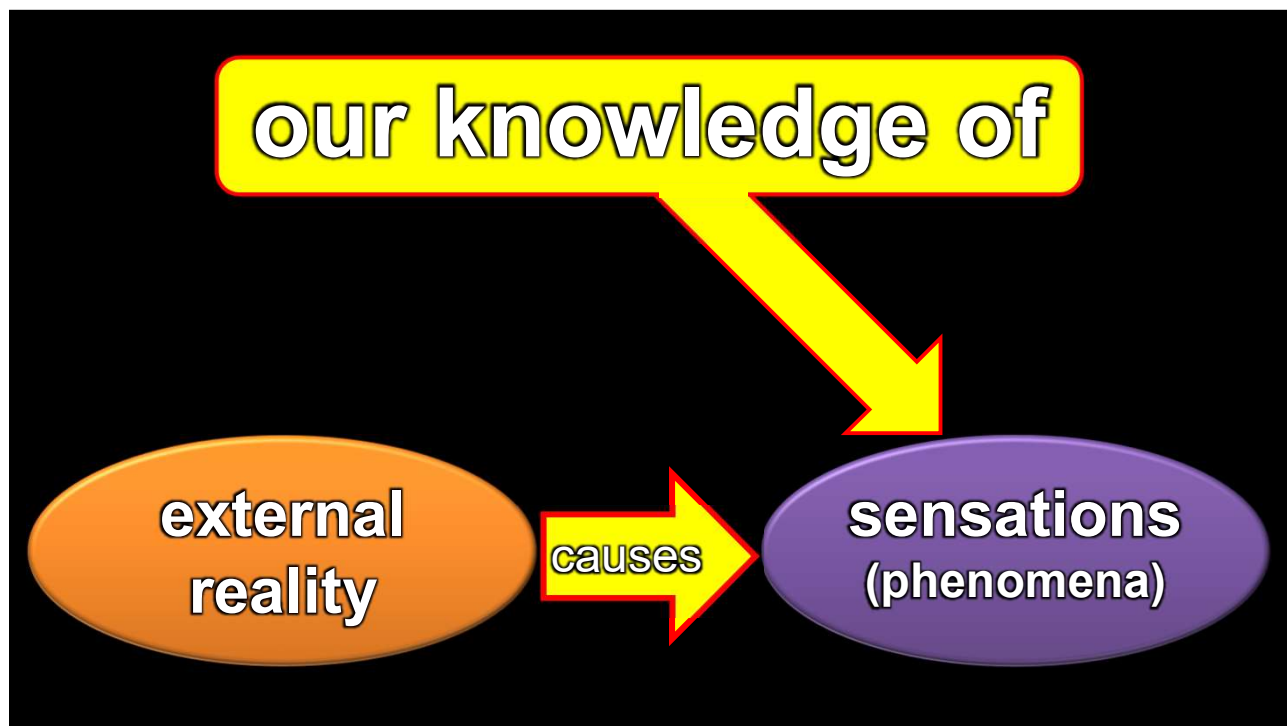 our knowledge of
external
reality
causes
sensations
(phenomena)